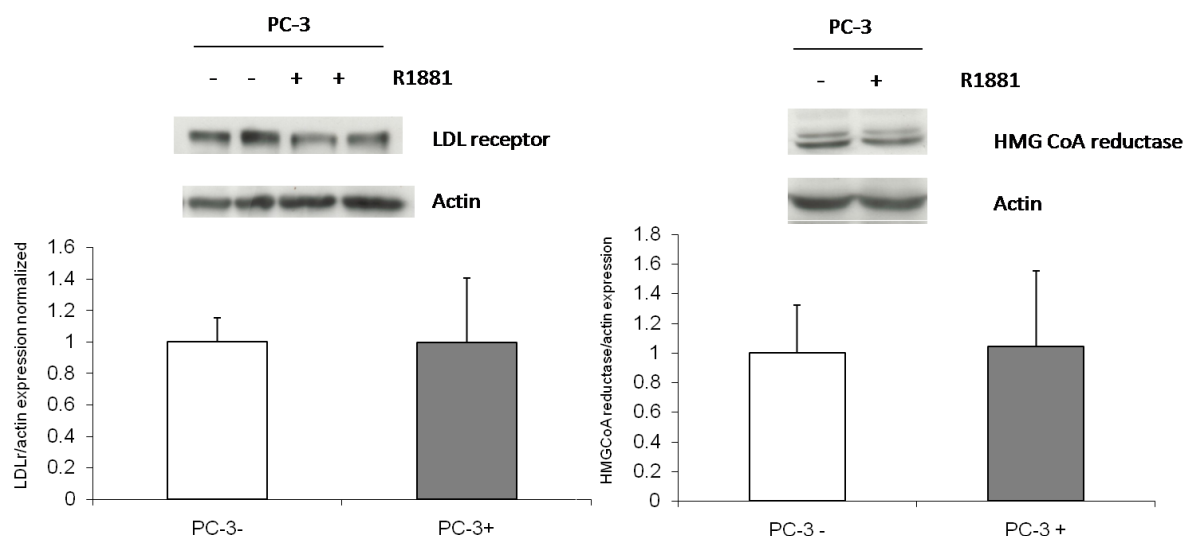 PC-3
- - + + R1881
LDL receptor
Actin
LDLr/actin expression normalized
1.6
1.4
1.2
1
0.8
0.6
0.4
0.2
0
PC-3- PC-3+
PC-3
- + R1881
HMG CoA reductase
Actin
HMGCoA reductase/actin expression
1.8
1.6
1.4
1.2
1
0.8
0.6
0.4
0.2
0
PC-3 - PC-3 +